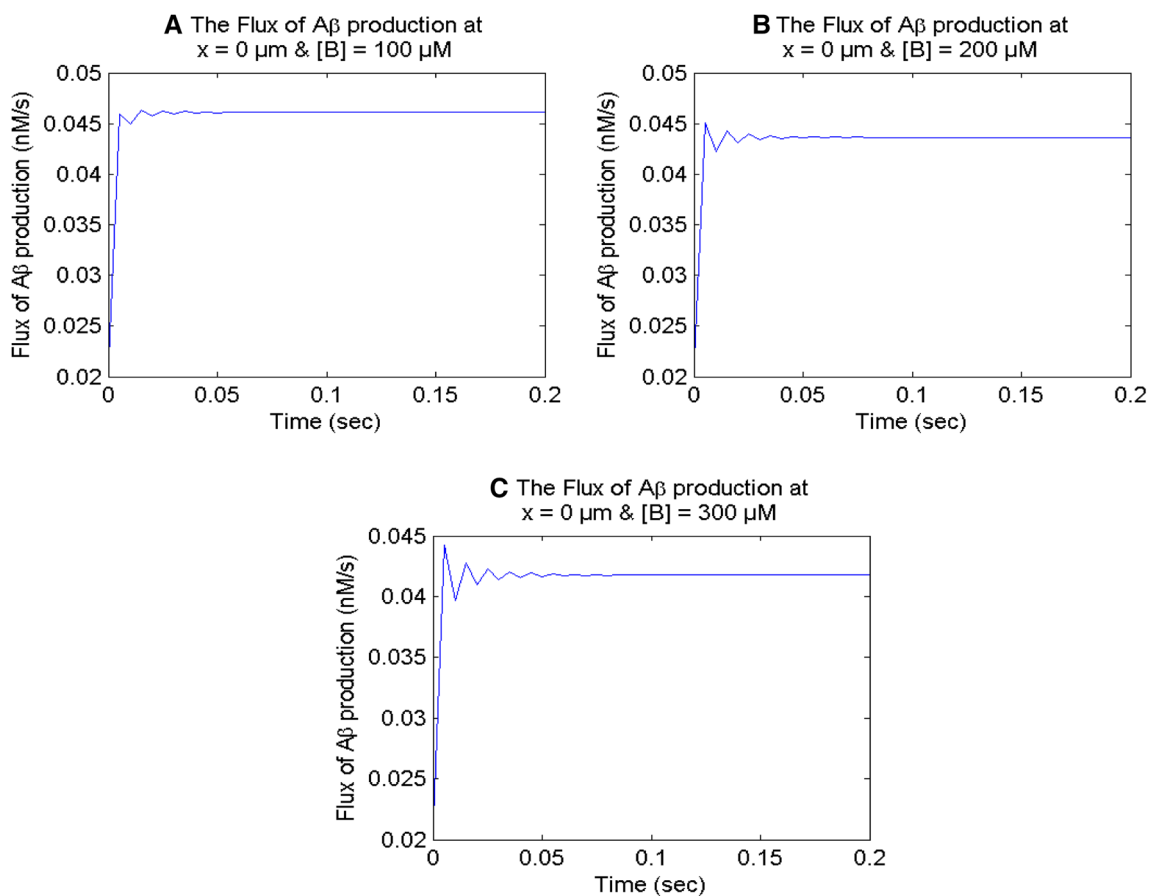 A The Flux of Aβ production at
x = 0 µm & [B] = 100 µM
0.05
0.045
0.04
0.035
0.03
0.025
0.02
Flux of Aβ production (nM/s)
0
0.05
0.1
0.15
0.2
Time (sec)
B The Flux of Aβ production at
x = 0 µm & [B] = 200 µM
0.05
0.045
0.04
0.035
0.03
0.025
0.02
Flux of Aβ production (nM/s)
0
0.05
0.1
0.15
0.2
Time (sec)
C The Flux of Aβ production at
x = 0 µm & [B] = 300 µM
0.045
0.04
0.035
0.03
0.025
0.02
Flux of Aβ production (nM/s)
0
0.05
0.1
0.15
0.2
Time (sec)